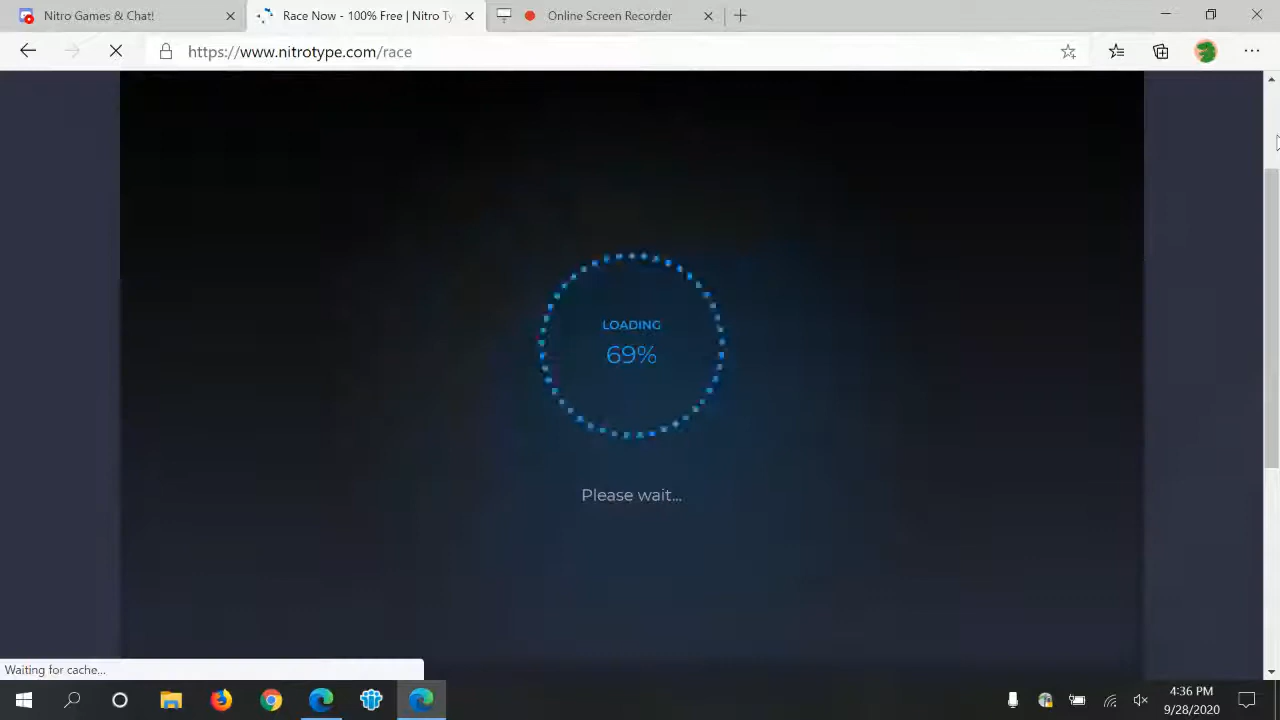 Nitro Games & Chat!
Race Now - 100% Free | Nitro Ty
Online Screen Recorder
https://www.nitrotype.com/race
LOADING
69%
Please wait...
Waiting for cache...
4:36 PM
9/28/2020